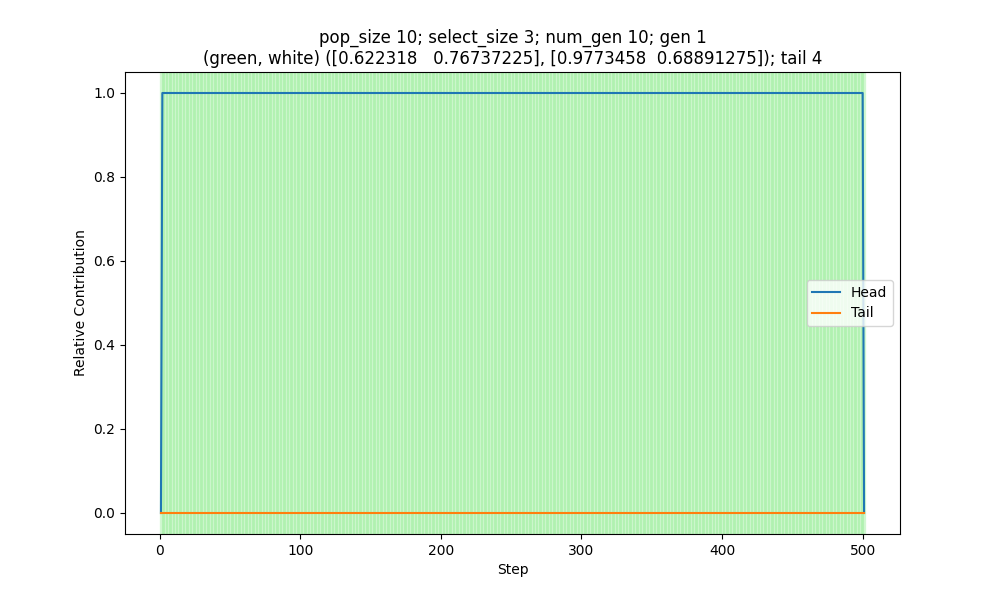 pop_size 10; select_size 3; num_gen 10; gen 1
(green, white) ([0.622318   0.76737225], [0.9773458  0.68891275]); tail 4
1.0
0.8
0.6
0.4
0.2
0.0
Relative Contribution
Head
Tail
0 100 200 300 400 500
Step